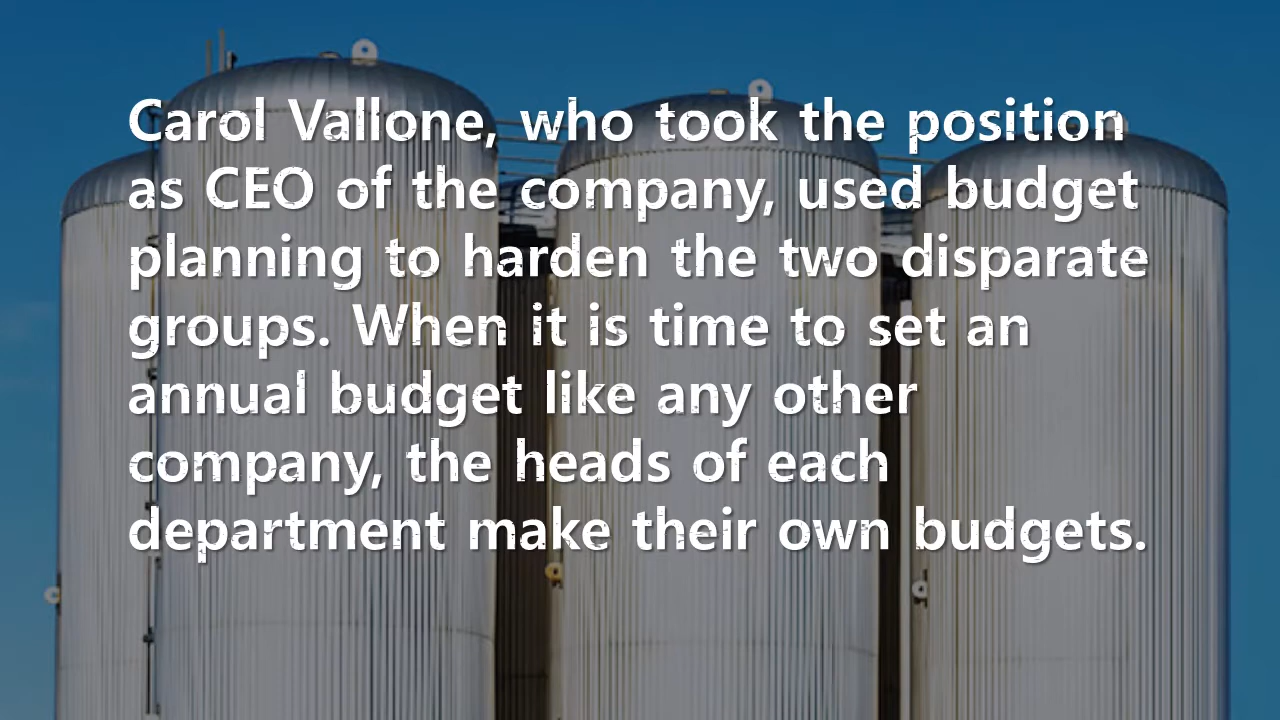 Carol Vallone, who took the position
as CEO of the company, used budget
planning to harden the two disparate
groups. When it is time to set an
annual budget like any other
company, the heads of each
department make their own budgets.